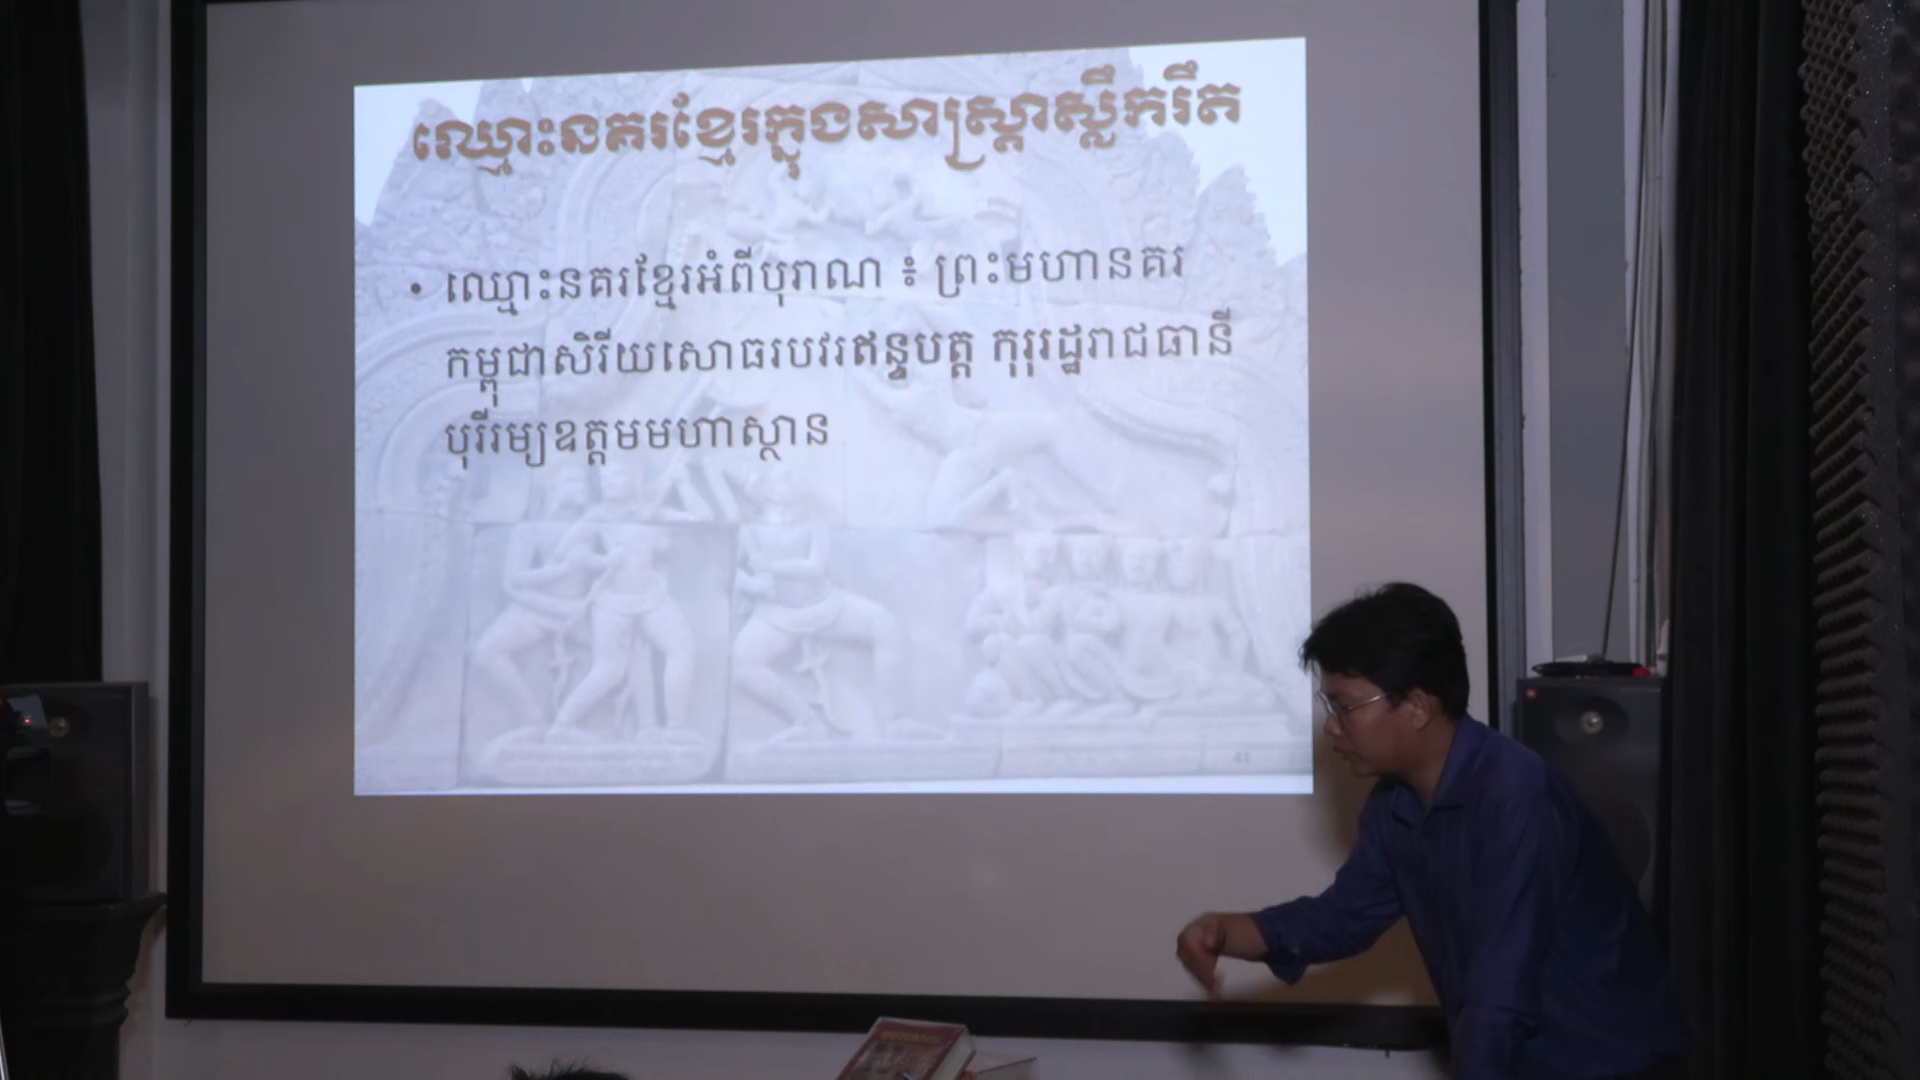 ឈ្មោះនគរខ្មែរក្នុងសាស្ត្រាស្លឹករឹត
• ឈ្មោះនគរខ្មែរអំពីបុរាណ ៖ ព្រះមហានគរ
កម្ពុជាសិរីយសោធរបវរឥន្ទបត្ត កុរុរដ្ឋរាជធានី
បុរីរម្យឧត្តមមហាស្ថាន